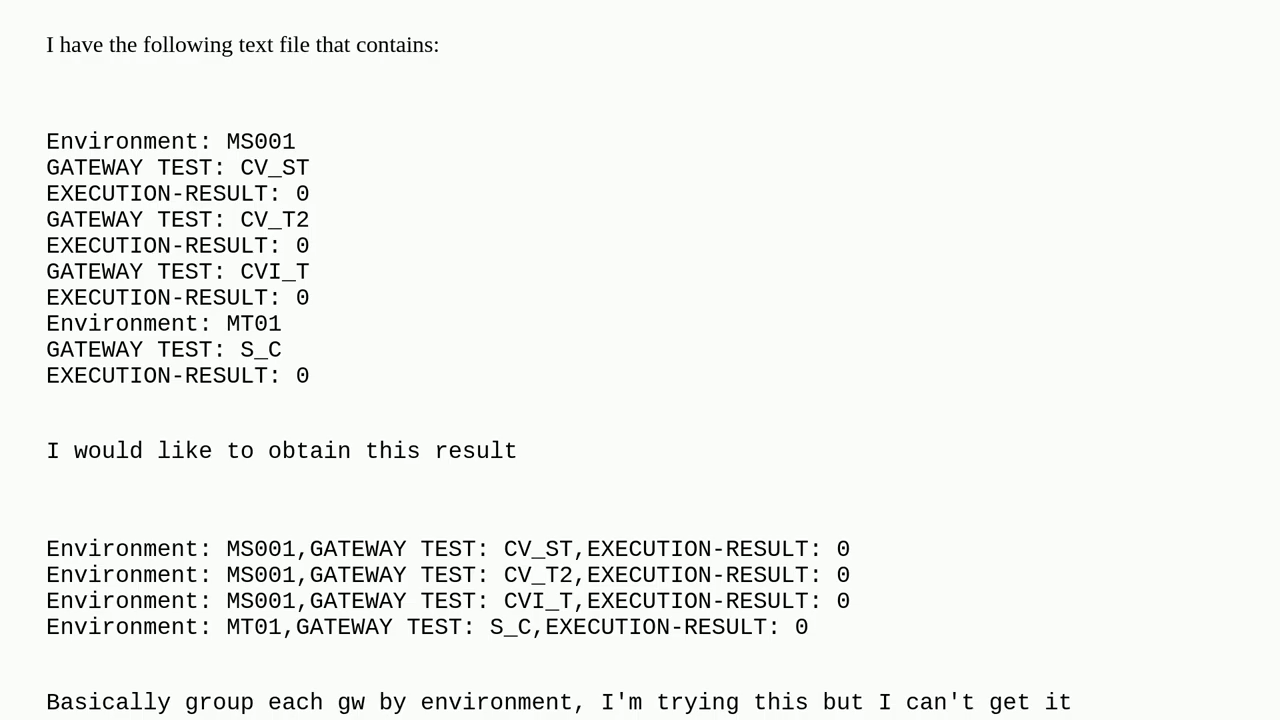 I have the following text file that contains:
Environment: MS001
GATEWAY TEST: CV_ST
EXECUTION-RESULT: 0
GATEWAY TEST: CV_T2
EXECUTION-RESULT: 0
GATEWAY TEST: CVI_T
EXECUTION-RESULT: 0
Environment: MT01
GATEWAY TEST: S_C
EXECUTION-RESULT: 0
I would like to obtain this result
Environment: MS001,GATEWAY TEST: CV_ST,EXECUTION-RESULT: 0
Environment: MS001,GATEWAY TEST: CV_T2,EXECUTION-RESULT: 0
Environment: MS001,GATEWAY TEST: CVI_T,EXECUTION-RESULT: 0
Environment: MT01,GATEWAY TEST: S_C,EXECUTION-RESULT: 0
Basically group each gw by environment, I'm trying this but I can't get it